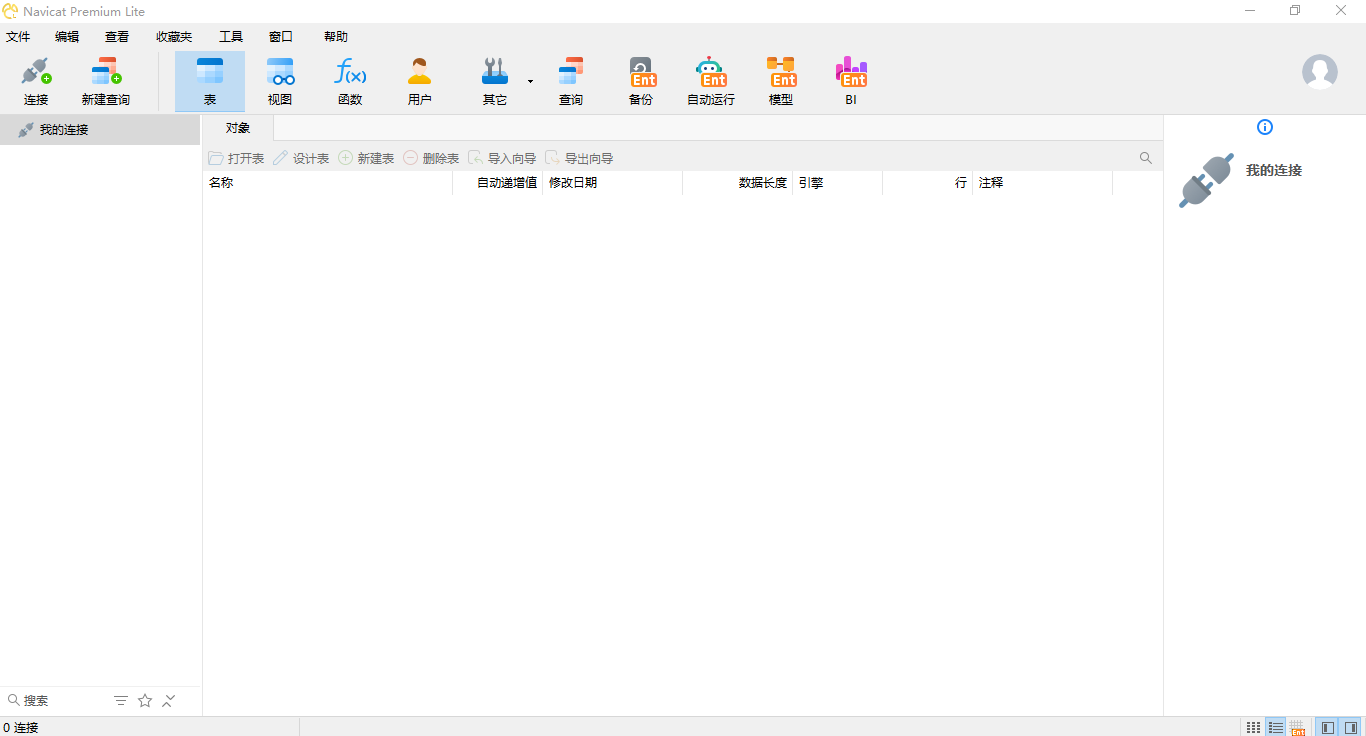 Navicat Premium Lite
文件 编辑 查看 收藏夹 工具 窗口 帮助
Ent Ent Ent Ent
连接 新建查询 表 视图 函数 用户 其它 查询 备份 自动运行 模型 BI
我的连接 对象
打开表 设计表 新建表 删除表 导入向导 导出向导
我的连接
名称 自动递增值 修改日期 数据长度 引擎 行 注释
搜索
0 连接
Ent